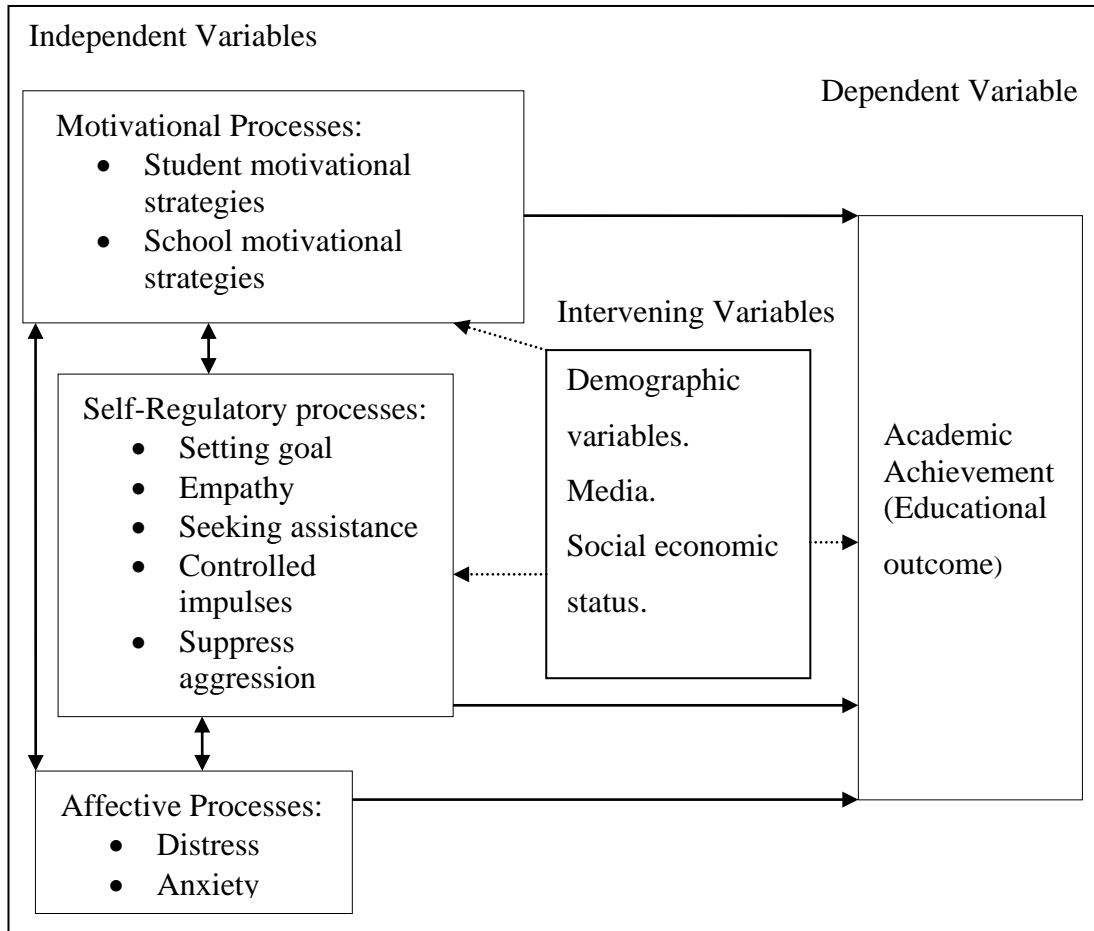 Independent Variables
Dependent Variable
Motivational Processes:
• Student motivational
strategies
• School motivational
strategies
Intervening Variables
Demographic
variables.
Media.
Social economic
status.
Self-Regulatory processes:
• Setting goal
• Empathy
• Seeking assistance
• Controlled
impulses
• Suppress
aggression
Academic
Achievement
(Educational
outcome)
Affective Processes:
• Distress
• Anxiety